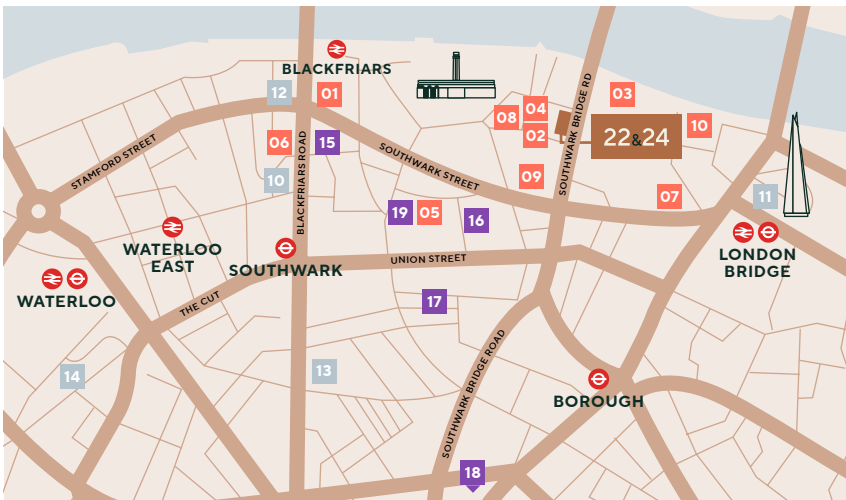 BLACKFRIARS
12
01
03
04
08
02
10
22&24
SOUTHWARK BRIDGE RD
STAMFORD STREET
06
15
BLACKFRIARS ROAD
SOUTHWARK STREET
10
09
07
11
19
05
16
WATERLOO
EAST
SOUTHWARK
UNION STREET
LONDON
BRIDGE
WATERLOO
THE CUT
17
14
13
SOUTHWARK BRIDGE ROAD
BOROUGH
18